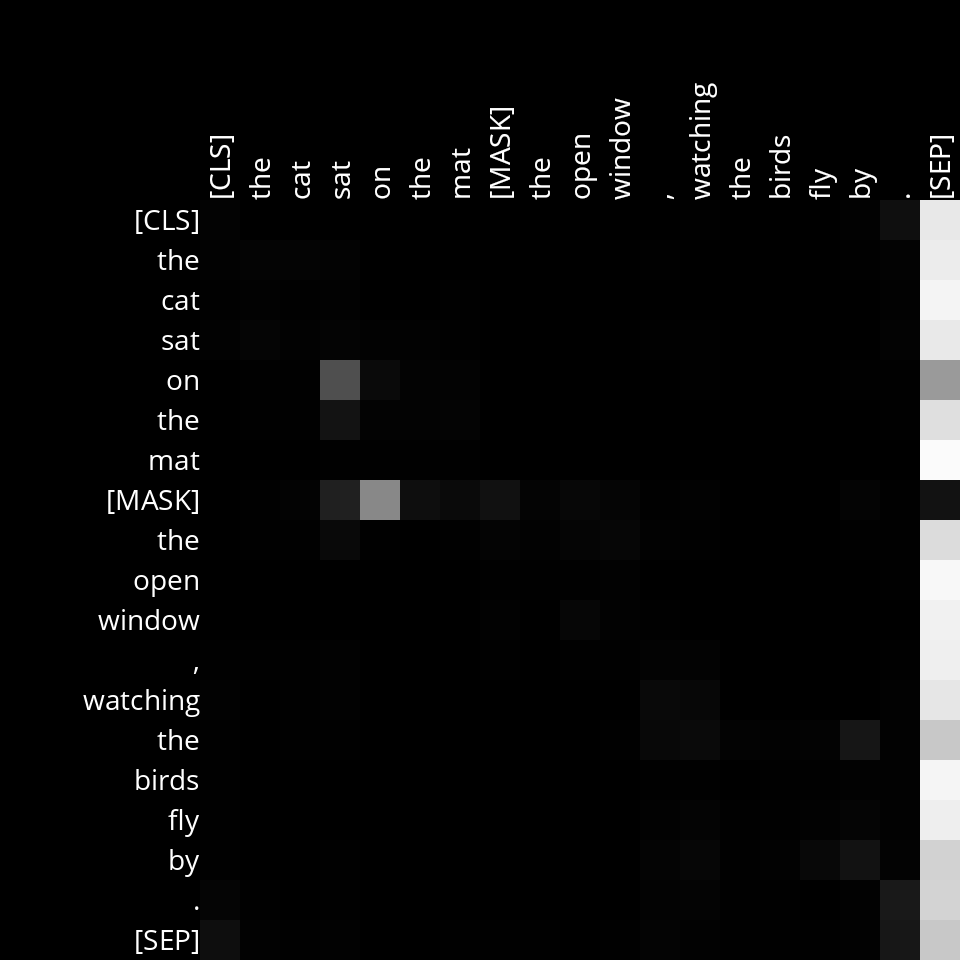 [CLS] the cat sat on the mat [MASK] the open window , watching the birds fly by . [SEP]
[CLS]
the
cat
sat
on
the
mat
[MASK]
the
open
window
,
watching
the
birds
fly
by
.
[SEP]